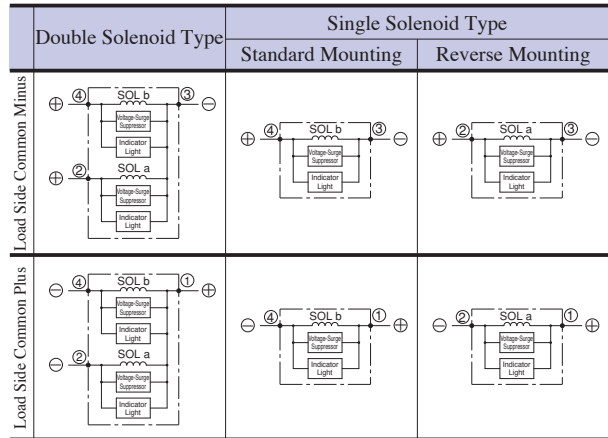 Double Solenoid Type
Single Solenoid Type
Standard Mounting
Reverse Mounting
Load Side Common Minus
④ SOL b ③
⊕ ⊖
Voltage-Surge
Suppressor
Indicator
Light
② SOL a
⊕
Voltage-Surge
Suppressor
Indicator
Light
④ SOL b ③
⊕ ⊖
Voltage-Surge
Suppressor
Indicator
Light
② SOL a ③
⊕ ⊖
Voltage-Surge
Suppressor
Indicator
Light
Load Side Common Plus
④ SOL b ①
⊖ ⊕
Voltage-Surge
Suppressor
Indicator
Light
② SOL a
⊖
Voltage-Surge
Suppressor
Indicator
Light
④ SOL b ①
⊖ ⊕
Voltage-Surge
Suppressor
Indicator
Light
② SOL a ①
⊖ ⊕
Voltage-Surge
Suppressor
Indicator
Light